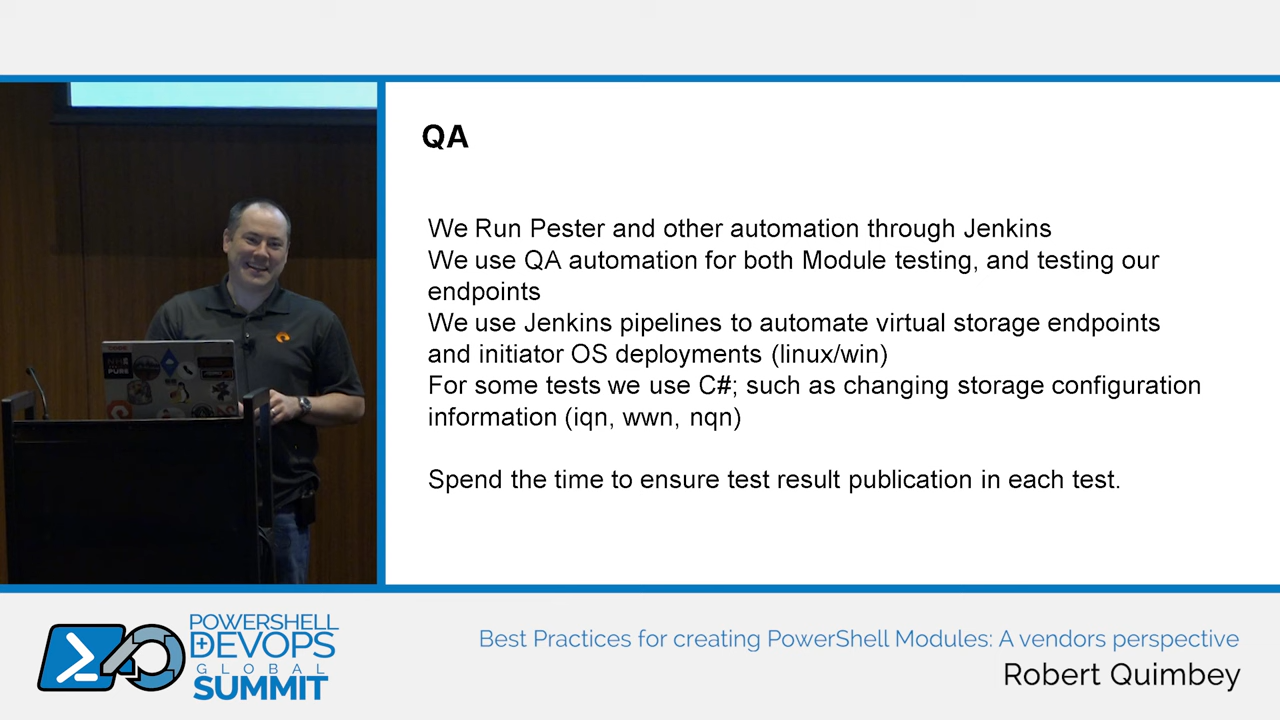 QA
We Run Pester and other automation through Jenkins
We use QA automation for both Module testing, and testing our
endpoints
We use Jenkins pipelines to automate virtual storage endpoints
and initiator OS deployments (linux/win)
For some tests we use C#; such as changing storage configuration
information (iqn, wwn, nqn)
Spend the time to ensure test result publication in each test.
POWERSHELL
DEVOPS
GLOBAL
SUMMIT
Best Practices for creating PowerShell Modules: A vendors perspective
Robert Quimbey